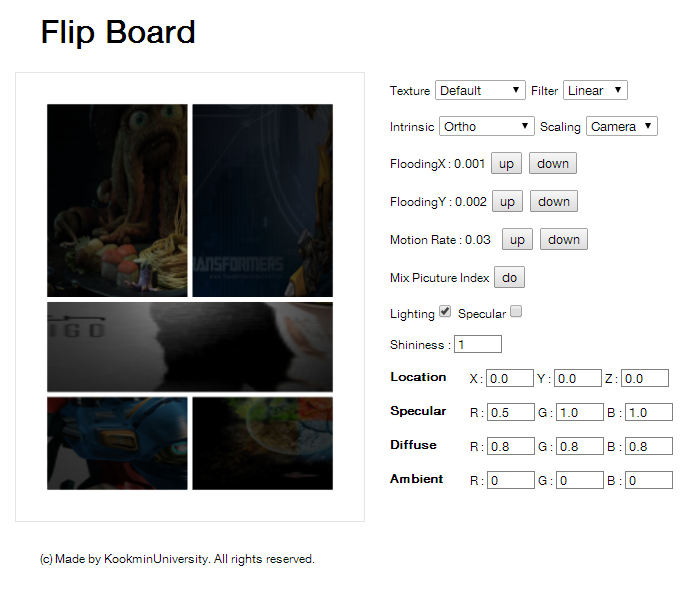 Flip Board
Texture Default Filter Linear
Intrinsic Ortho Scaling Camera
FloodingX : 0.001 up down
FloodingY : 0.002 up down
Motion Rate : 0.03 up down
Mix Picuture Index do
Lighting Specular
Shininess : 1
Location X : 0.0 Y : 0.0 Z : 0.0
Specular R : 0.5 G : 1.0 B : 1.0
Diffuse R : 0.8 G : 0.8 B : 0.8
Ambient R : 0 G : 0 B : 0
ANSFORMERS
IGO
(c) Made by KookminUniversity. All rights reserved.